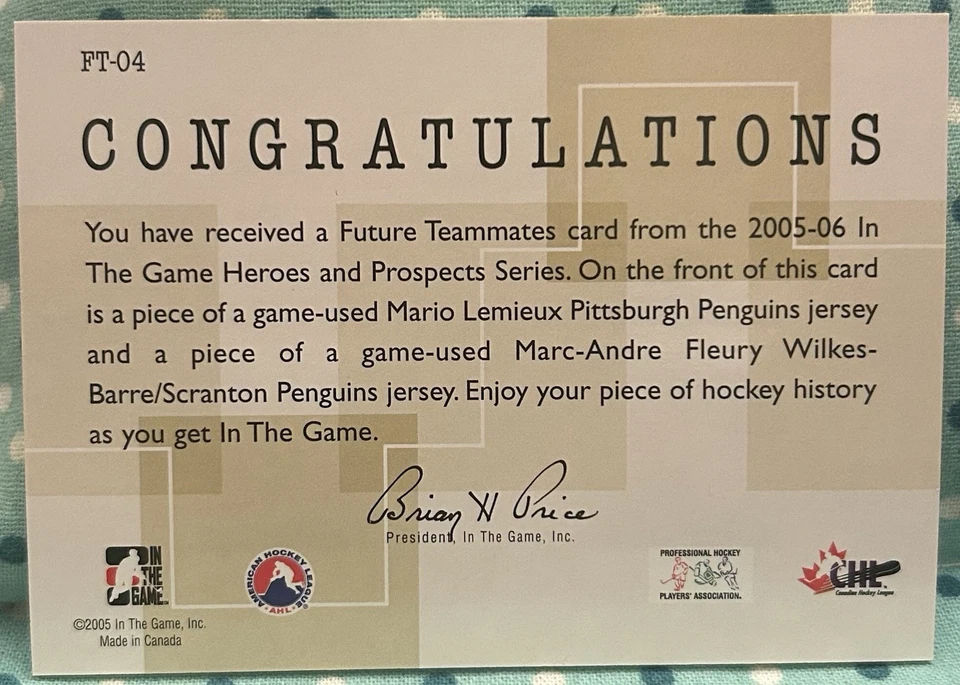 FT-04
CONGRATULATIONS
You have received a Future Teammates card from the 2005-06 In
The Game Heroes and Prospects Series. On the front of this card
is a piece of a game-used Mario Lemieux Pittsburgh Penguins jersey
and a piece of a game-used Marc-Andre Fleury Wilkes-
Barre/Scranton Penguins jersey. Enjoy your piece of hockey history
as you get In The Game.
Brian H Price
President, In The Game, Inc.
IN
THE
GAME
AMERICAN HOCKEY LEAGUE
AHL
PROFESSIONAL HOCKEY
PLAYERS' ASSOCIATION.
CHL
Canadian Hockey League
©2005 In The Game, Inc.
Made in Canada